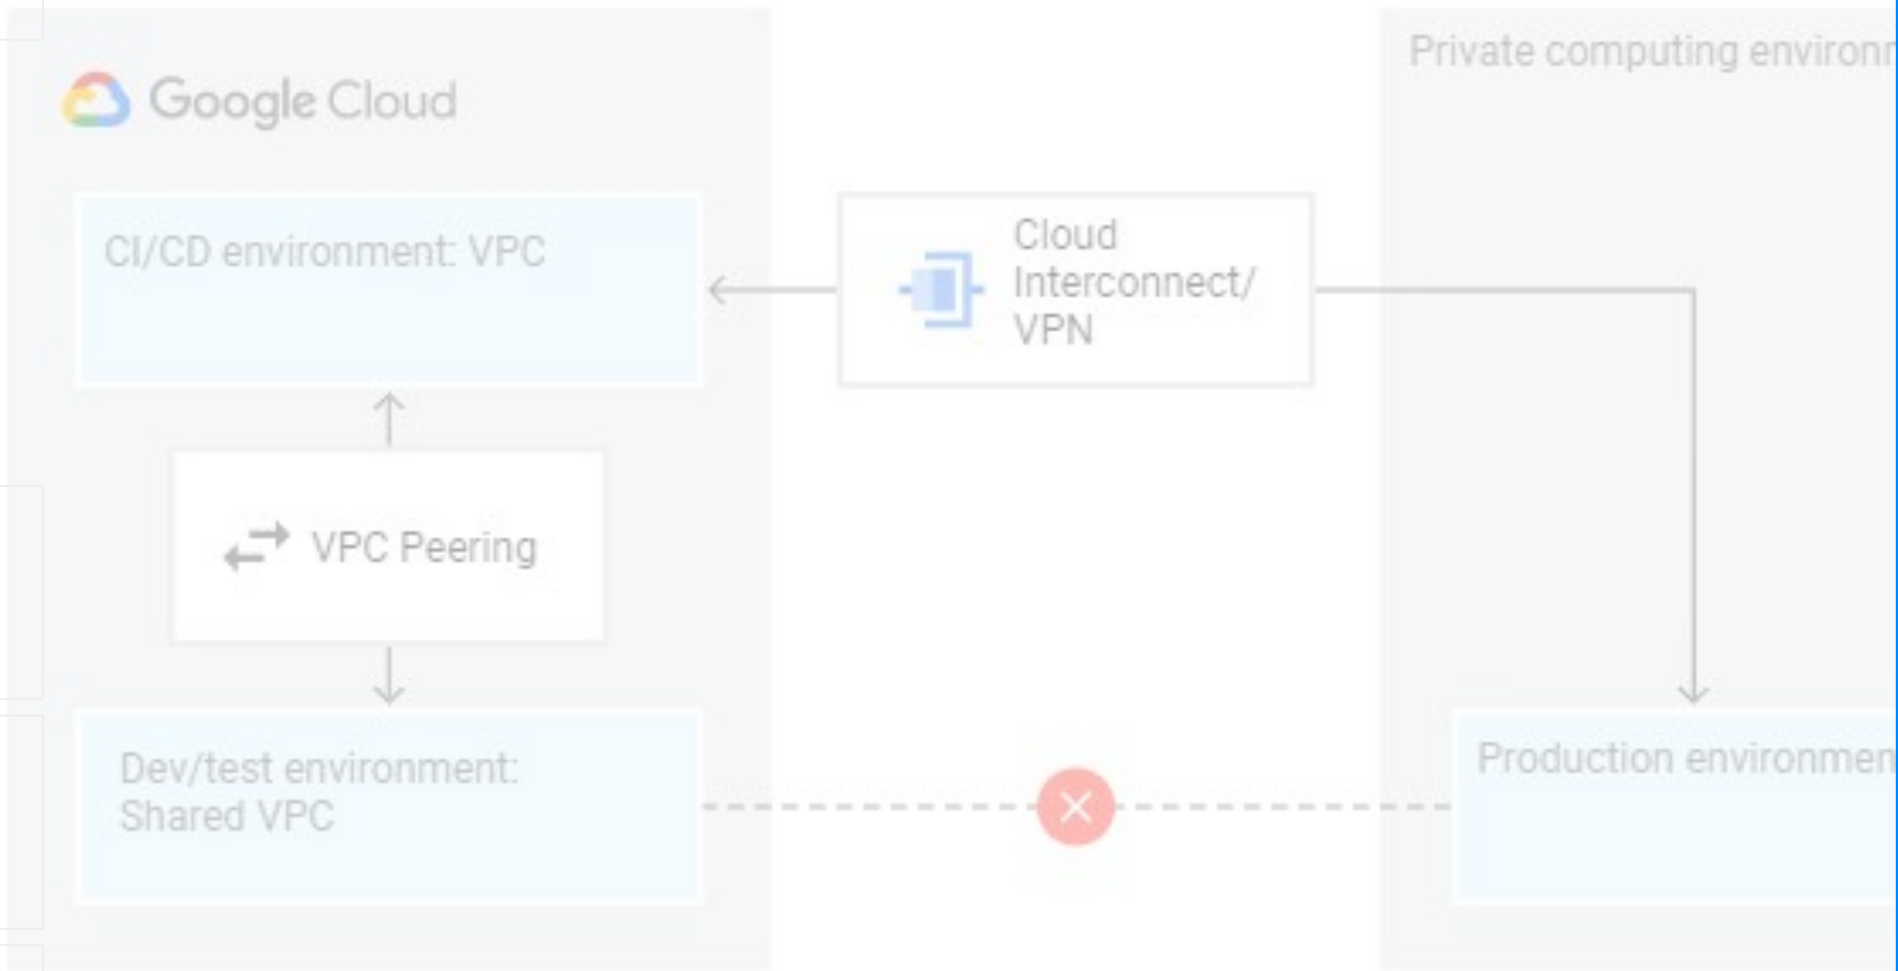 Google Cloud
Private computing environ
CI/CD environment: VPC
Cloud
Interconnect/
VPN
VPC Peering
Dev/test environment:
Shared VPC
Production environmen